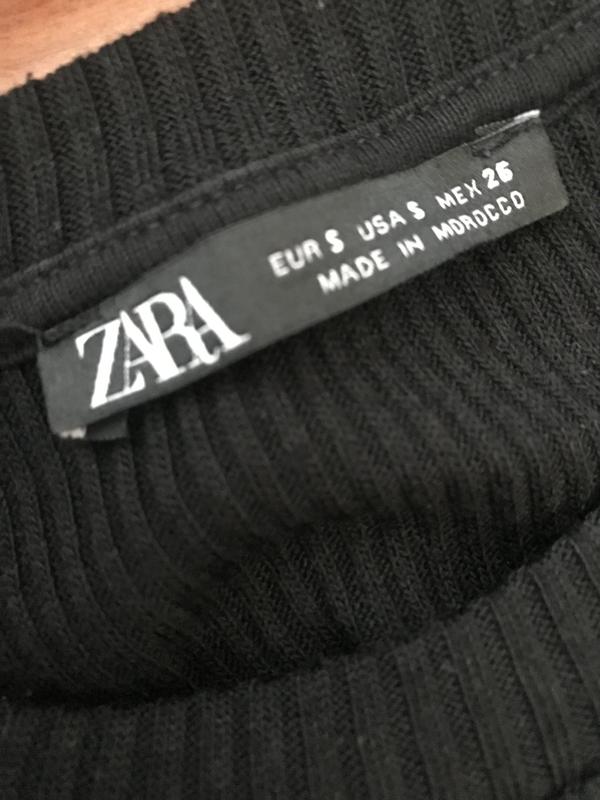 ZARA
EUR S USA S MEX 26
MADE IN MOROCCO